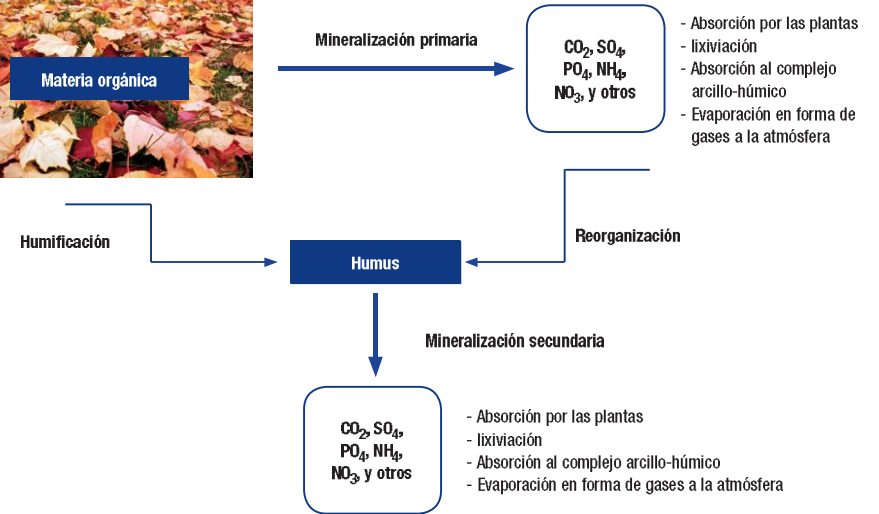 Materia orgánica
Mineralización primaria
CO2, SO4,
PO4, NH4,
NO3, y otros
- Absorción por las plantas
- lixiviación
- Absorción al complejo
arcillo-húmico
- Evaporación en forma de
gases a la atmósfera
Humificación
Reorganización
Humus
Mineralización secundaria
CO2, SO4,
PO4, NH4,
NO3, y otros
- Absorción por las plantas
- lixiviación
- Absorción al complejo arcillo-húmico
- Evaporación en forma de gases a la atmósfera